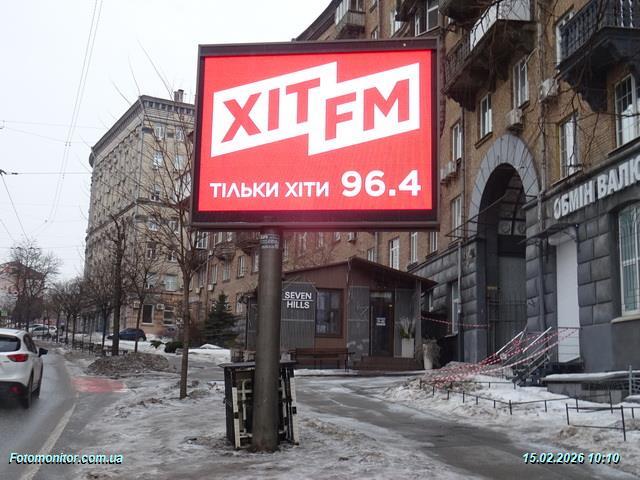 ХІТ FM
ТІЛЬКИ ХІТИ 96.4
ОБМІН ВАЛЮ
SEVEN
HILLS
Fotomonitor.com.ua
15.02.2026 10:10